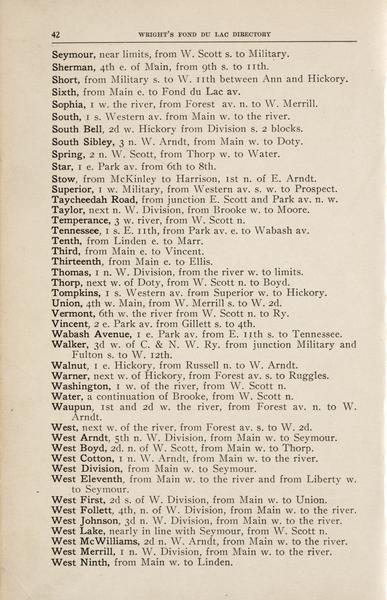 42 WRIGHT'S FOND DU LAC DIRECTORY
Seymour, near limits, from W. Scott s. to Military.
Sherman, 4th e. of Main, from 9th s. to 11th.
Short, from Military s. to W. 11th between Ann and Hickory.
Sixth, from Main e. to Fond du Lac av.
Sophia, 1 w. the river, from Forest av. n. to W. Merrill.
South, 1 s. Western av. from Main w. to the river.
South Bell, 2d w. Hickory from Division s. 2 blocks.
South Sibley, 3 n. W. Arndt, from Main w. to Doty.
Spring, 2 n. W. Scott, from Thorp w. to Water.
Star, 1 e. Park av. from 6th to 8th.
Stow, from McKinley to Harrison, 1st n. of E. Arndt.
Superior, 1 w. Military, from Western av. s. w. to Prospect.
Taycheedah Road, from junction E. Scott and Park av. n. w.
Taylor, next n. W. Division, from Brooke w. to Moore.
Temperance, 3 w. river, from W. Scott n.
Tennessee, 1 s. E. 11th, from Park av. e. to Wabash av.
Tenth, from Linden e. to Marr.
Third, from Main e. to Vincent.
Thirteenth, from Main e. to Ellis.
Thomas, 1 n. W. Division, from the river w. to limits.
Thorp, next w. of Doty, from W. Scott n. to Boyd.
Tompkins, 1 s. Western av. from Superior w. to Hickory.
Union, 4th w. Main, from W. Merrill s. to W. 2d.
Vermont, 6th w. the river from W. Scott n. to Ry.
Vincent, 2 e. Park av. from Gillett s. to 4th.
Wabash Avenue, 1 e. Park av. from E. 11th s. to Tennessee.
Walker, 3d w. of C. & N. W. Ry. from junction Military and
Fulton s. to W. 12th.
Walnut, 1 e. Hickory, from Russell n. to W. Arndt.
Warner, next w. of Hickory, from Forest av. s. to Ruggles.
Washington, 1 w. of the river, from W. Scott n.
Water, a continuation of Brooke, from W. Scott n.
Waupun, 1st and 2d w. the river, from Forest av. n. to W.
Arndt.
West, next w. of the river, from Forest av. s. to W. 2d.
West Arndt, 5th n. W. Division, from Main w. to Seymour.
West Boyd, 2d. n. of W. Scott, from Main w. to Thorp.
West Cotton, 1 n. W. Arndt, from Main w. to the river.
West Division, from Main w. to Seymour.
West Eleventh, from Main w. to the river and from Liberty w.
to Seymour.
West First, 2d s. of W. Division, from Main w. to Union.
West Follett, 4th, n. of W. Division, from Main w. to the river.
West Johnson, 3d n. W. Division, from Main w. to the river.
West Lake, nearly in line with Seymour, from W. Scott n.
West McWilliams, 2d n. W. Arndt, from Main w. to the river.
West Merrill, 1 n. W. Division, from Main w. to the river.
West Ninth, from Main w. to Linden.